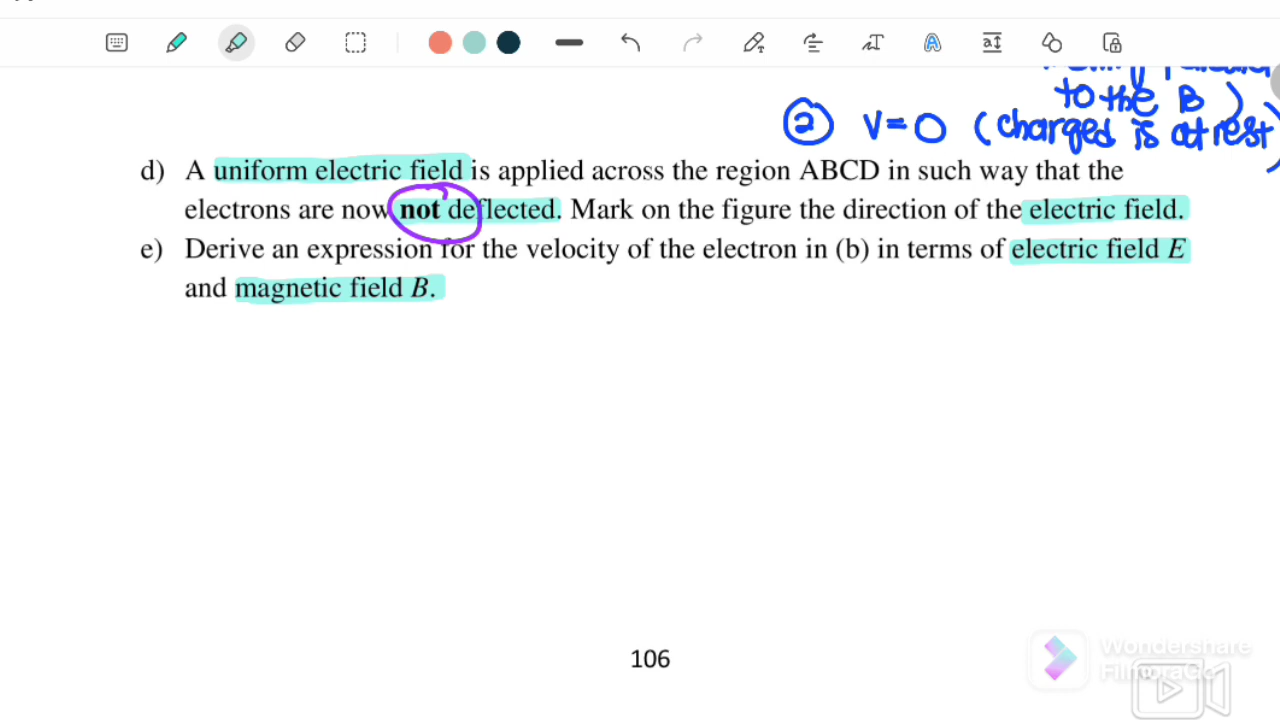 to the B )
② V=0 (charged is at rest)
d) A uniform electric field is applied across the region ABCD in such way that the
electrons are now not deflected. Mark on the figure the direction of the electric field.
e) Derive an expression for the velocity of the electron in (b) in terms of electric field E
and magnetic field B.
106
Wondershare
FilmoraGo